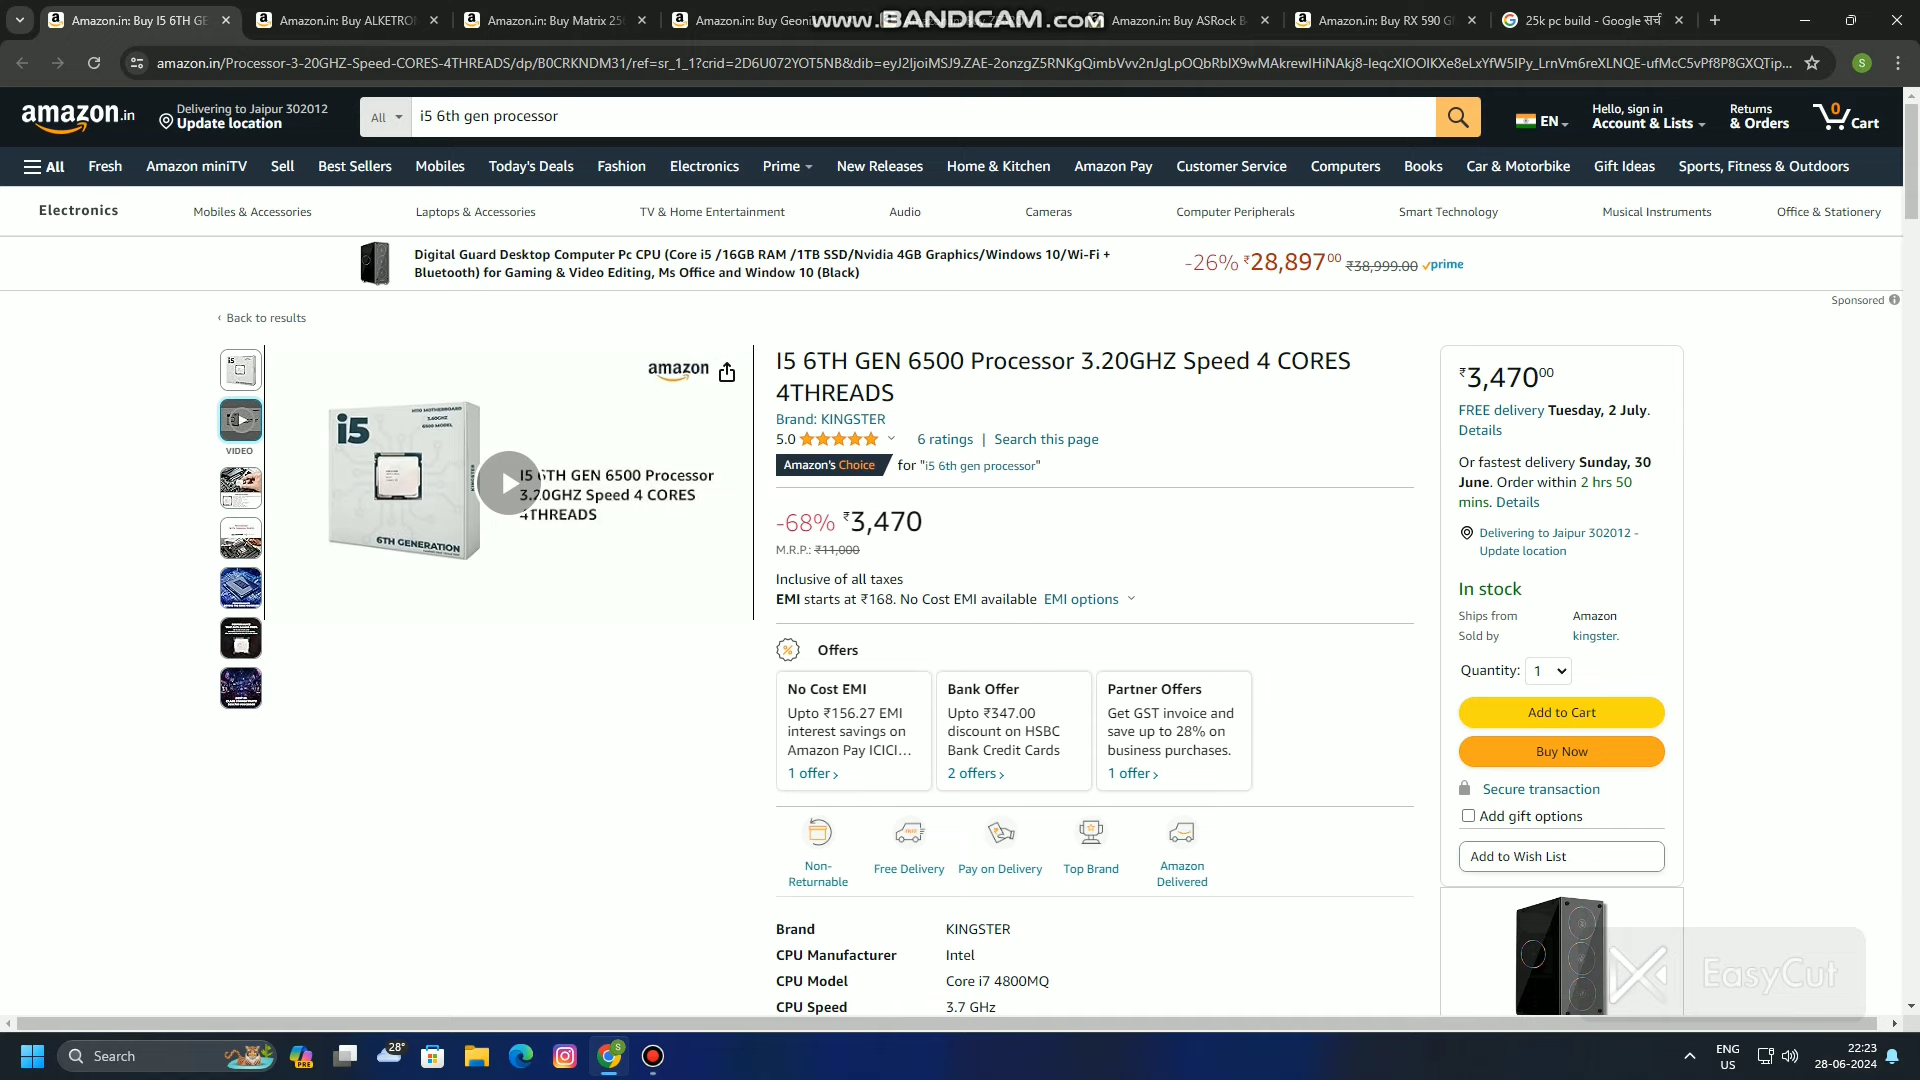 www.BANDICAM.com
Amazon.in: Buy I5 6TH GE
Amazon.in: Buy ALKETRON
Amazon.in: Buy Matrix 25
Amazon.in: Buy Geoni
Amazon.in: Buy ASRock B
Amazon.in: Buy RX 590 G
25k pc build - Google सर्च
amazon.in/Processor-3-20GHZ-Speed-CORES-4THREADS/dp/B0CRKNDM31/ref=sr_1_1?crid=2D6U072YOT5NB&dib=eyJ2IjoiMSJ9.ZAE-2onzgZ5RNKgQimbVvv2nJgLpOQbRblX9wMAkrewIHiNAkj8-leqcXlOOlKXe8eLxYfW5IPy_LrnVm6reXLNQE-ufMcC5vPf8P8GXQTip...
S
amazon.in
Delivering to Jaipur 302012
Update location
All
i5 6th gen processor
EN
Hello, sign in
Account & Lists
Returns
& Orders
0
Cart
All
Fresh
Amazon miniTV
Sell
Best Sellers
Mobiles
Today's Deals
Fashion
Electronics
Prime
New Releases
Home & Kitchen
Amazon Pay
Customer Service
Computers
Books
Car & Motorbike
Gift Ideas
Sports, Fitness & Outdoors
Electronics
Mobiles & Accessories
Laptops & Accessories
TV & Home Entertainment
Audio
Cameras
Computer Peripherals
Smart Technology
Musical Instruments
Office & Stationery
Digital Guard Desktop Computer Pc CPU (Core i5 /16GB RAM /1TB SSD/Nvidia 4GB Graphics/Windows 10/Wi-Fi +
Bluetooth) for Gaming & Video Editing, Ms Office and Window 10 (Black)
-26% ₹28,897⁰⁰ ₹38,999.00 prime
Sponsored
‹ Back to results
VIDEO
amazon
i5
H110 MOTHERBOARD
3.20GHZ
6500 MODEL
KINGSTER
6TH GENERATION
I5 6TH GEN 6500 Processor
3.20GHZ Speed 4 CORES
4THREADS
I5 6TH GEN 6500 Processor 3.20GHZ Speed 4 CORES
4THREADS
Brand: KINGSTER
5.0
6 ratings | Search this page
Amazon's Choice for "i5 6th gen processor"
-68% ₹3,470
M.R.P.: ₹11,000
Inclusive of all taxes
EMI starts at ₹168. No Cost EMI available EMI options
Offers
No Cost EMI
Upto ₹156.27 EMI
interest savings on
Amazon Pay ICICI…
1 offer ›
Bank Offer
Upto ₹347.00
discount on HSBC
Bank Credit Cards
2 offers ›
Partner Offers
Get GST invoice and
save up to 28% on
business purchases.
1 offer ›
Non-
Returnable
Free Delivery
Pay on Delivery
Top Brand
Amazon
Delivered
Brand KINGSTER
CPU Manufacturer Intel
CPU Model Core i7 4800MQ
CPU Speed 3.7 GHz
₹3,470⁰⁰
FREE delivery Tuesday, 2 July.
Details
Or fastest delivery Sunday, 30
June. Order within 2 hrs 50
mins. Details
Delivering to Jaipur 302012 -
Update location
In stock
Ships from Amazon
Sold by kingster.
Quantity: 1
Add to Cart
Buy Now
Secure transaction
Add gift options
Add to Wish List
EasyCut
Search
PRE
28°
S
ENG
US
22:23
28-06-2024